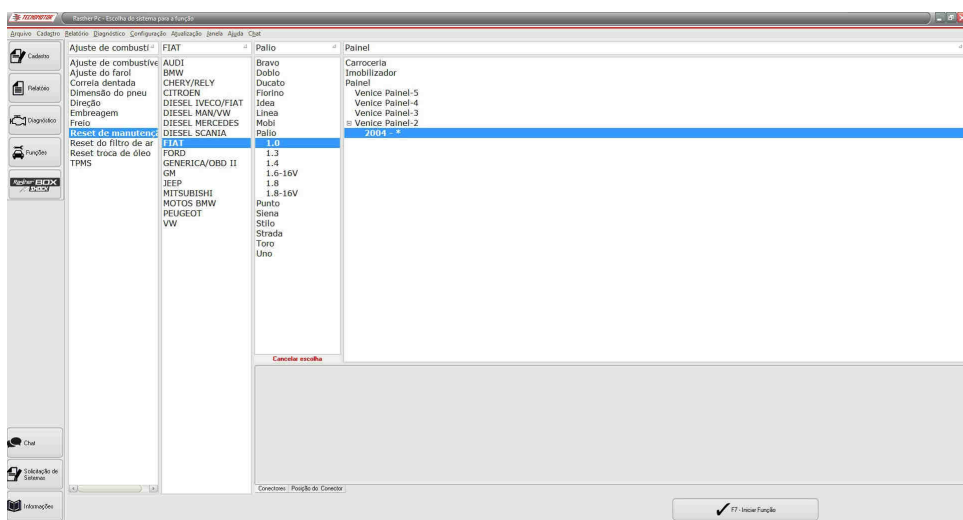 TECNOMOTOR
Rasther Pc - Escolha do sistema para a função
Arquivo Cadastro Relatório Diagnóstico Configuração Atualização Janela Ajuda Chat
Cadastro
Relatório
Diagnóstico
Funções
Rasther BOX
Chat
Solicitação de Sistemas
Informações
Ajuste de combustí
Ajuste de combustíve
Ajuste do farol
Correia dentada
Dimensão do pneu
Direção
Embreagem
Freio
Reset de manutenç
Reset do filtro de ar
Reset troca de óleo
TPMS
FIAT
AUDI
BMW
CHERY/RELY
CITROEN
DIESEL IVECO/FIAT
DIESEL MAN/VW
DIESEL MERCEDES
DIESEL SCANIA
FIAT
FORD
GENERICA/OBD II
GM
JEEP
MITSUBISHI
MOTOS BMW
PEUGEOT
VW
Palio
Bravo
Doblo
Ducato
Fiorino
Idea
Linea
Mobi
Palio
1.0
1.3
1.4
1.6-16V
1.8
1.8-16V
Punto
Siena
Stilo
Strada
Toro
Uno
Cancelar escolha
Painel
Carroceria
Imobilizador
Painel
Venice Painel-5
Venice Painel-4
Venice Painel-3
Venice Painel-2
2004 - *
Conectores Posição do Conector
F7 - Iniciar Função